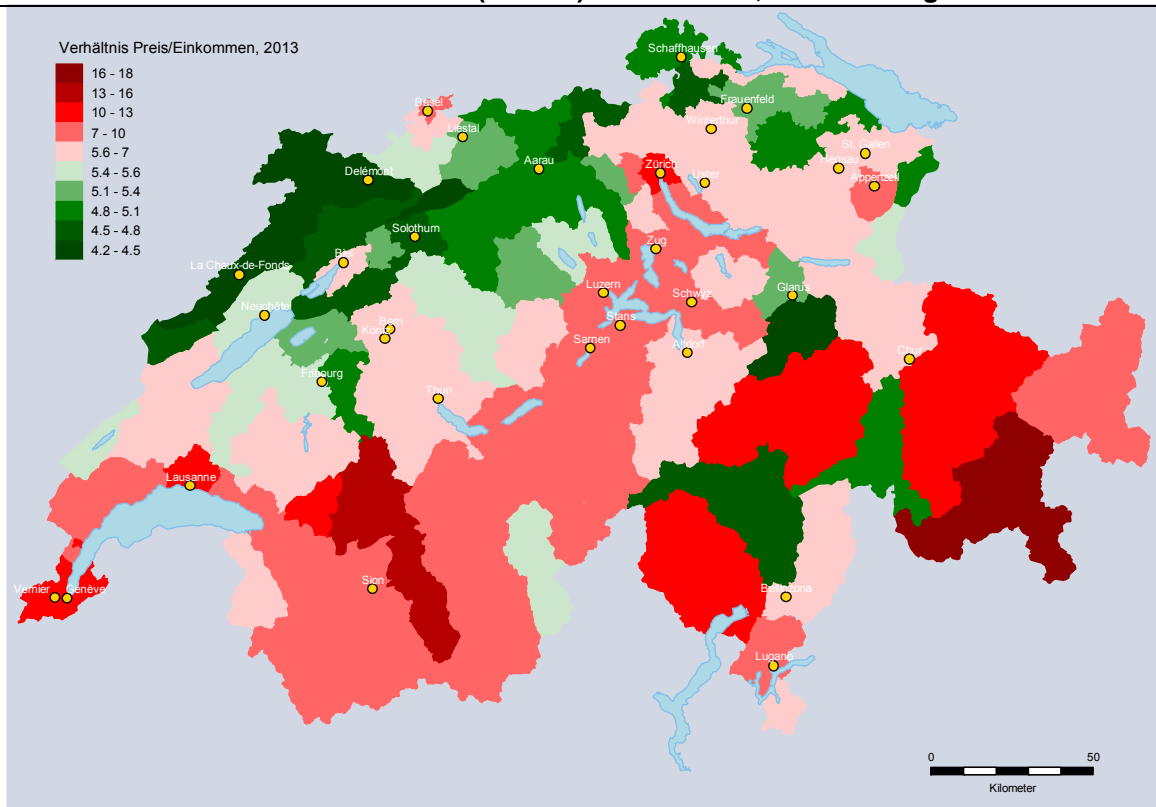 Verhältnis Preis/Einkommen, 2013
16 - 18
13 - 16
10 - 13
7 - 10
5.6 - 7
5.4 - 5.6
5.1 - 5.4
4.8 - 5.1
4.5 - 4.8
4.2 - 4.5
Schaffhausen
Basel
Frauenfeld
Liestal
Winterthur
St. Gallen
Aarau
Herisau
Delémont
Zürich
Uster
Appenzell
Solothurn
Zug
Biel
La Chaux-de-Fonds
Luzern
Schwyz
Glarus
Neuchâtel
Stans
Bern
Köniz
Sarnen
Altdorf
Chur
Fribourg
Thun
Lausanne
Sion
Vernier
Genève
Bellinzona
Lugano
0
50
Kilometer